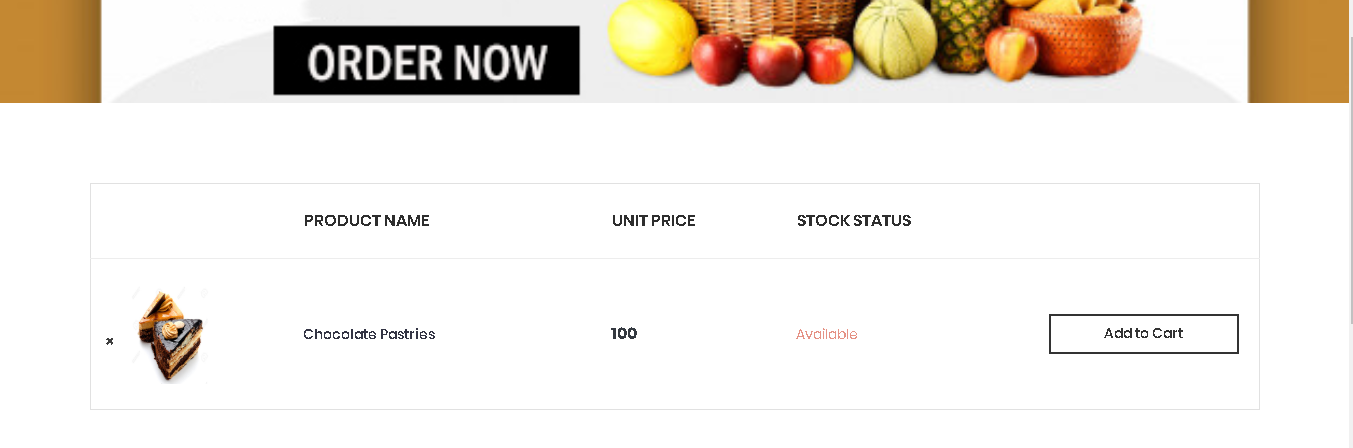 ORDER NOW
PRODUCT NAME UNIT PRICE STOCK STATUS
× Chocolate Pastries 100 Available Add to Cart